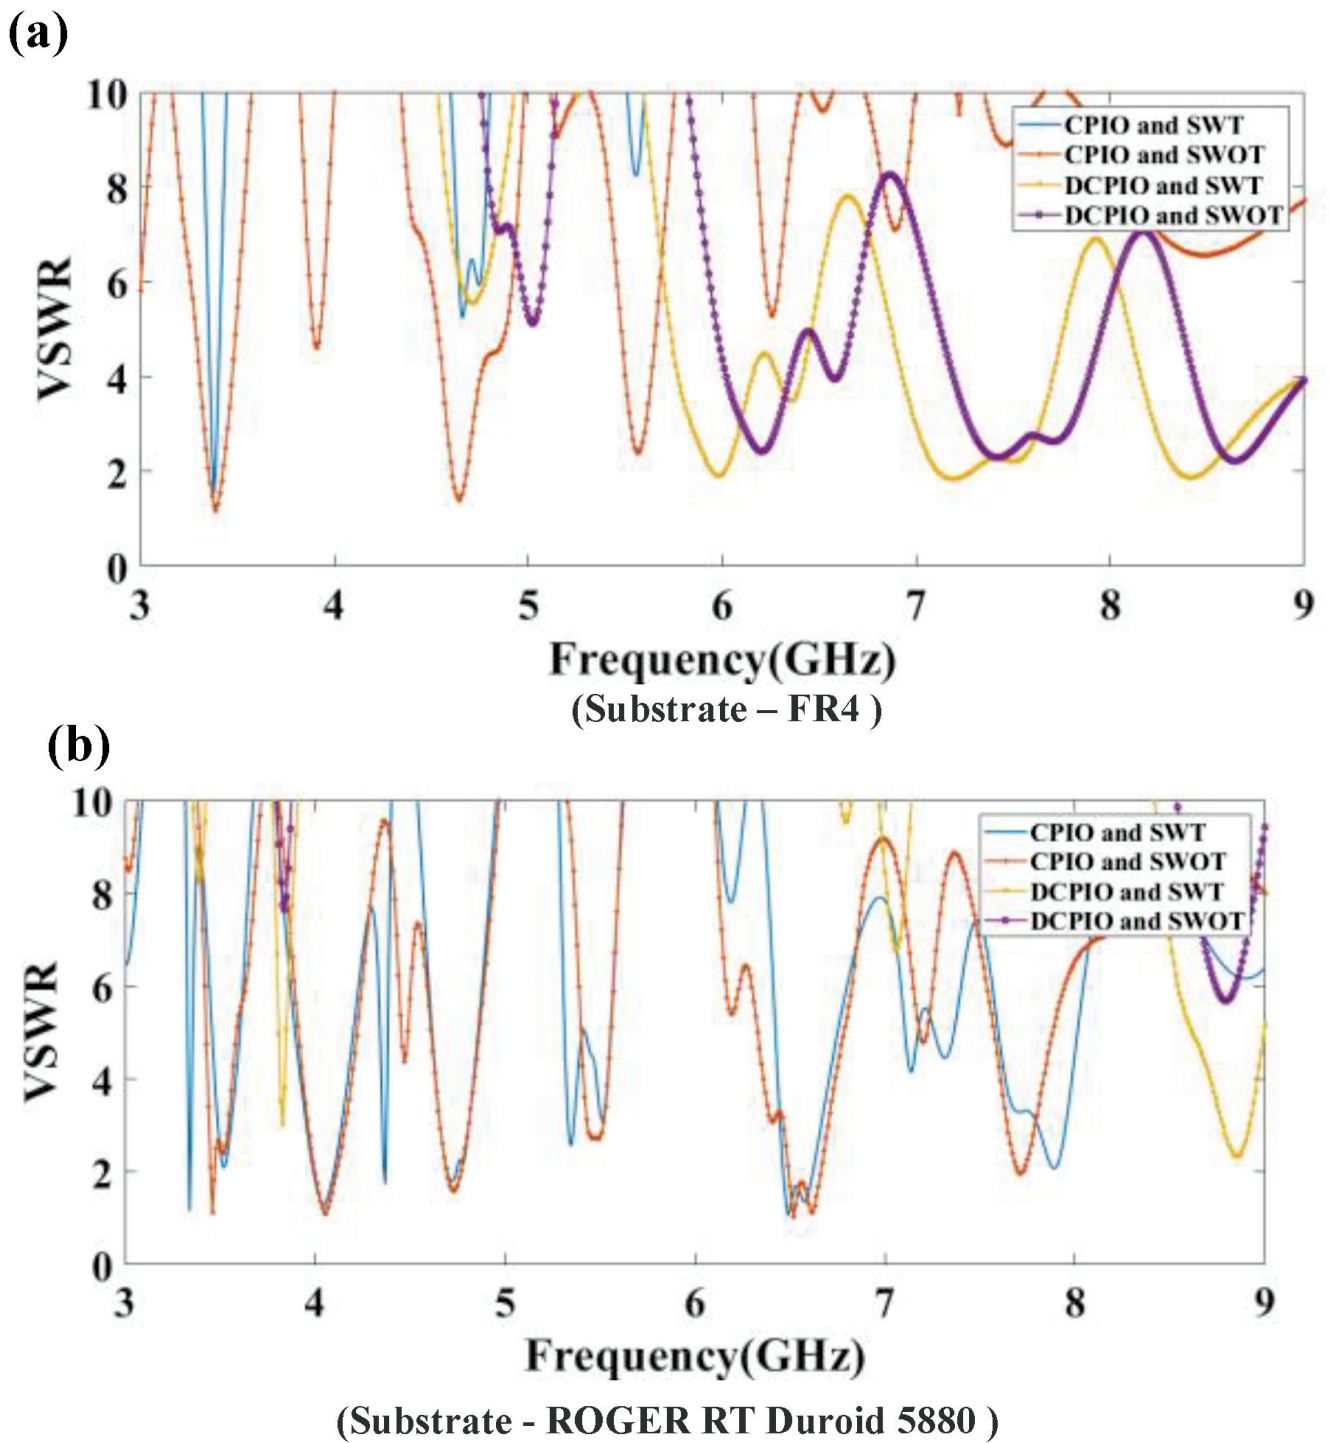 (a)
10
8
6
4
2
0
VSWR
CPIO and SWT
CPIO and SWOT
DCPIO and SWT
DCPIO and SWOT
3 4 5 6 7 8 9
Frequency(GHz)
(Substrate – FR4 )
(b)
10
8
6
4
2
0
VSWR
CPIO and SWT
CPIO and SWOT
DCPIO and SWT
DCPIO and SWOT
3 4 5 6 7 8 9
Frequency(GHz)
(Substrate - ROGER RT Duroid 5880 )